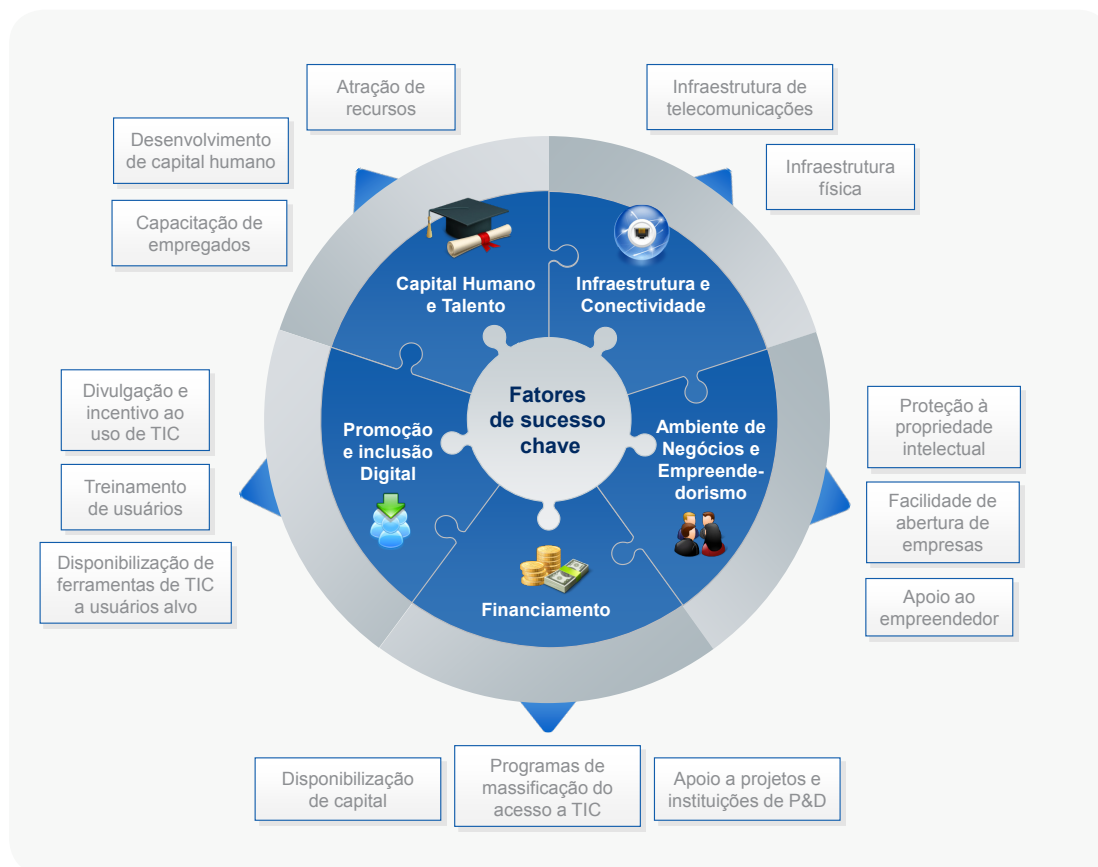 Atração de
recursos
Infraestrutura de
telecomunicações
Desenvolvimento
de capital humano
Infraestrutura
física
Capacitação de
empregados
Capital Humano
e Talento
Infraestrutura e
Conectividade
Fatores
de sucesso
chave
Divulgação e
incentivo ao
uso de TIC
Treinamento
de usuários
Disponibilização de
ferramentas de TIC
a usuários alvo
Promoção
e inclusão
Digital
Ambiente de
Negócios e
Empreende-
dorismo
Proteção à
propriedade
intelectual
Facilidade de
abertura de
empresas
Apoio ao
empreendedor
Financiamento
Disponibilização
de capital
Programas de
massificação do
acesso a TIC
Apoio a projetos e
instituições de P&D